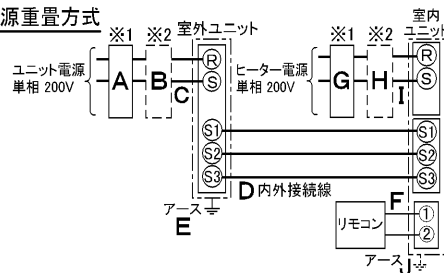 源重畳方式
※1 ※2 室外ユニット
※1 ※2 室内
ユニット
ユニット電源
単相 200V
A B C
R
S
ヒーター電源
単相 200V
G H I
R
S
S1 S1
S2 S2
S3 S3
D 内外接続線
アース
E
リモコン
F
①
②
アース
J